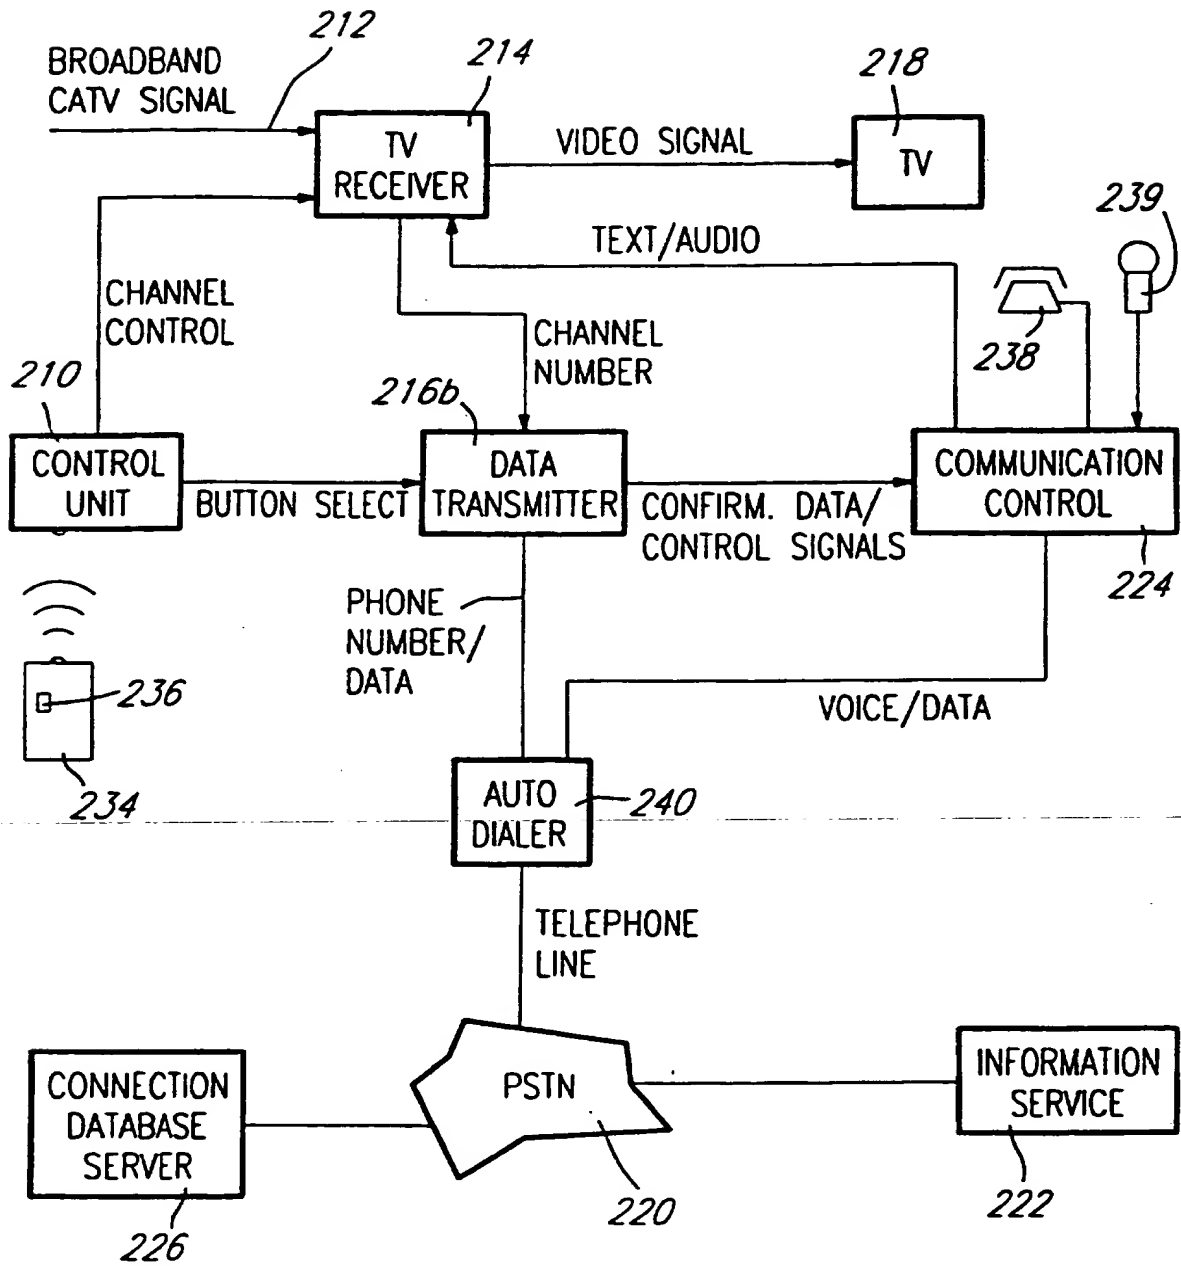 212
BROADBAND
CATV SIGNAL
214
TV
RECEIVER
VIDEO SIGNAL
218
TV
239
TEXT/AUDIO
CHANNEL
CONTROL
238
CHANNEL
NUMBER
210
216b
CONTROL
UNIT
BUTTON SELECT
DATA
TRANSMITTER
CONFIRM. DATA/
CONTROL SIGNALS
COMMUNICATION
CONTROL
224
PHONE
NUMBER/
DATA
236
234
VOICE/DATA
AUTO
DIALER
240
TELEPHONE
LINE
CONNECTION
DATABASE
SERVER
226
PSTN
220
INFORMATION
SERVICE
222